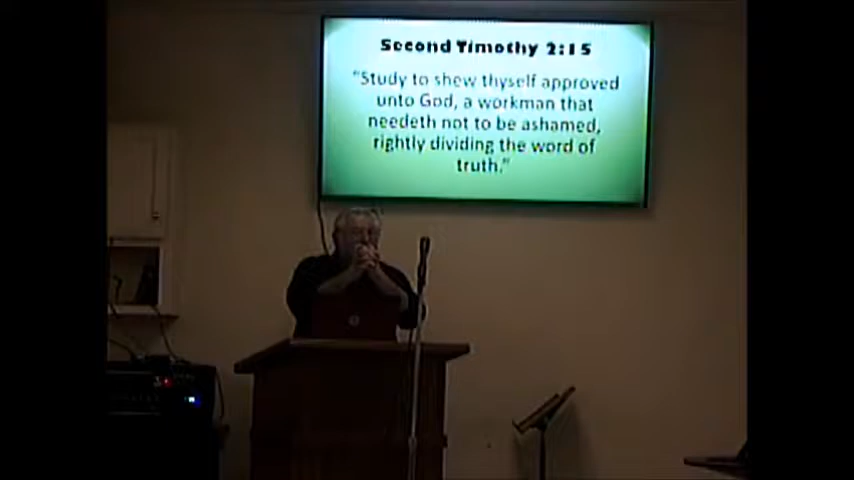 Second Timothy 2:15
"Study to shew thyself approved
unto God, a workman that
needeth not to be ashamed,
rightly dividing the word of
truth."